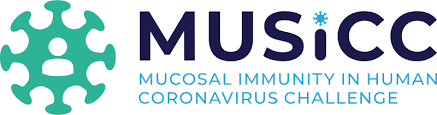 MUSiCC
MUCOSAL IMMUNITY IN HUMAN
CORONAVIRUS CHALLENGE